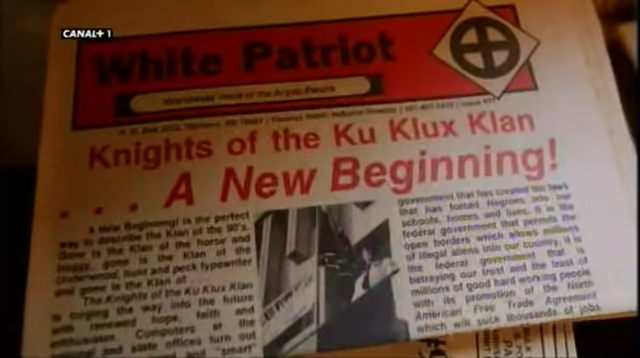 CANAL+ 1
White Patriot
Worldwide Voice of the Aryan People
Knights of the Ku Klux Klan
. . . A New Beginning!
A New Beginning! is the perfect
way to describe the Klan of the 90's.
Gone is the Klan of the horse and
buggy, gone is the Klan of the
Underwood, hunt and peck typewriter
and gone is the Klan of
The Knights of the Ku Klux Klan
is forging the way into the future
with renewed hope, faith and
enthusiasm. Computers at the
and state offices turn out
and "smart"
government that has created the laws
that has forced Negroes into our
schools, homes and lives. It is the
federal government that permits the
open borders which allows millions
of illegal aliens into our country. It is
the federal government that is
betraying our trust and the trust of
millions of good hard working people
with its promotion of the North
American Free Trade Agreement
which will suck thousands of jobs